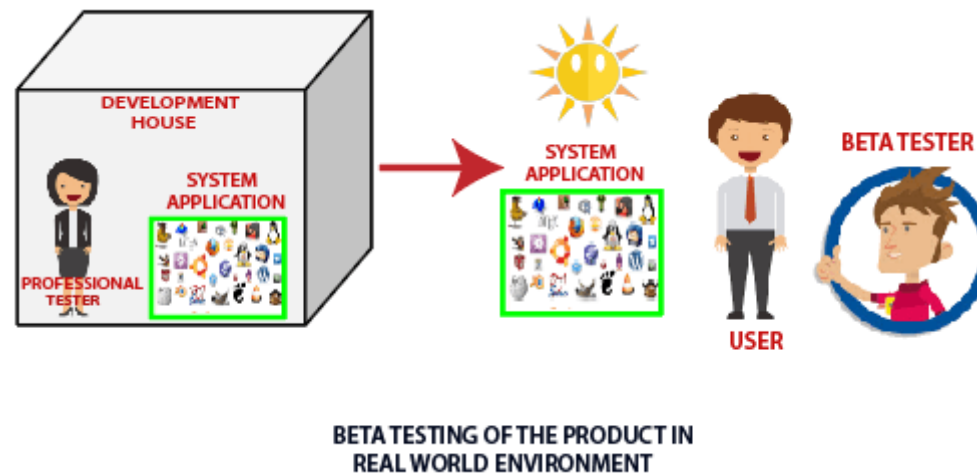 DEVELOPMENT
HOUSE
SYSTEM
APPLICATION
PROFESSIONAL
TESTER
SYSTEM
APPLICATION
BETA TESTER
USER
BETA TESTING OF THE PRODUCT IN
REAL WORLD ENVIRONMENT